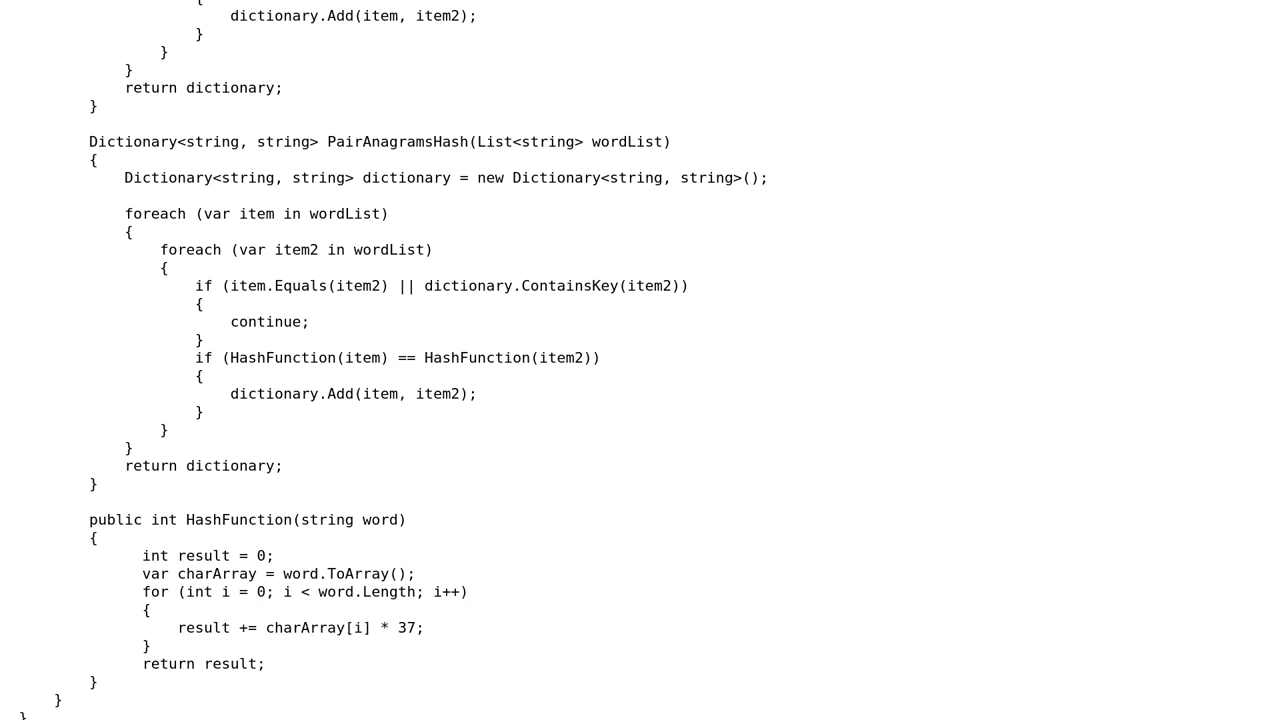 {
dictionary.Add(item, item2);
}
}
}
return dictionary;
}
Dictionary<string, string> PairAnagramsHash(List<string> wordList)
{
Dictionary<string, string> dictionary = new Dictionary<string, string>();
foreach (var item in wordList)
{
foreach (var item2 in wordList)
{
if (item.Equals(item2) || dictionary.ContainsKey(item2))
{
continue;
}
if (HashFunction(item) == HashFunction(item2))
{
dictionary.Add(item, item2);
}
}
}
return dictionary;
}
public int HashFunction(string word)
{
int result = 0;
var charArray = word.ToArray();
for (int i = 0; i < word.Length; i++)
{
result += charArray[i] * 37;
}
return result;
}
}
}